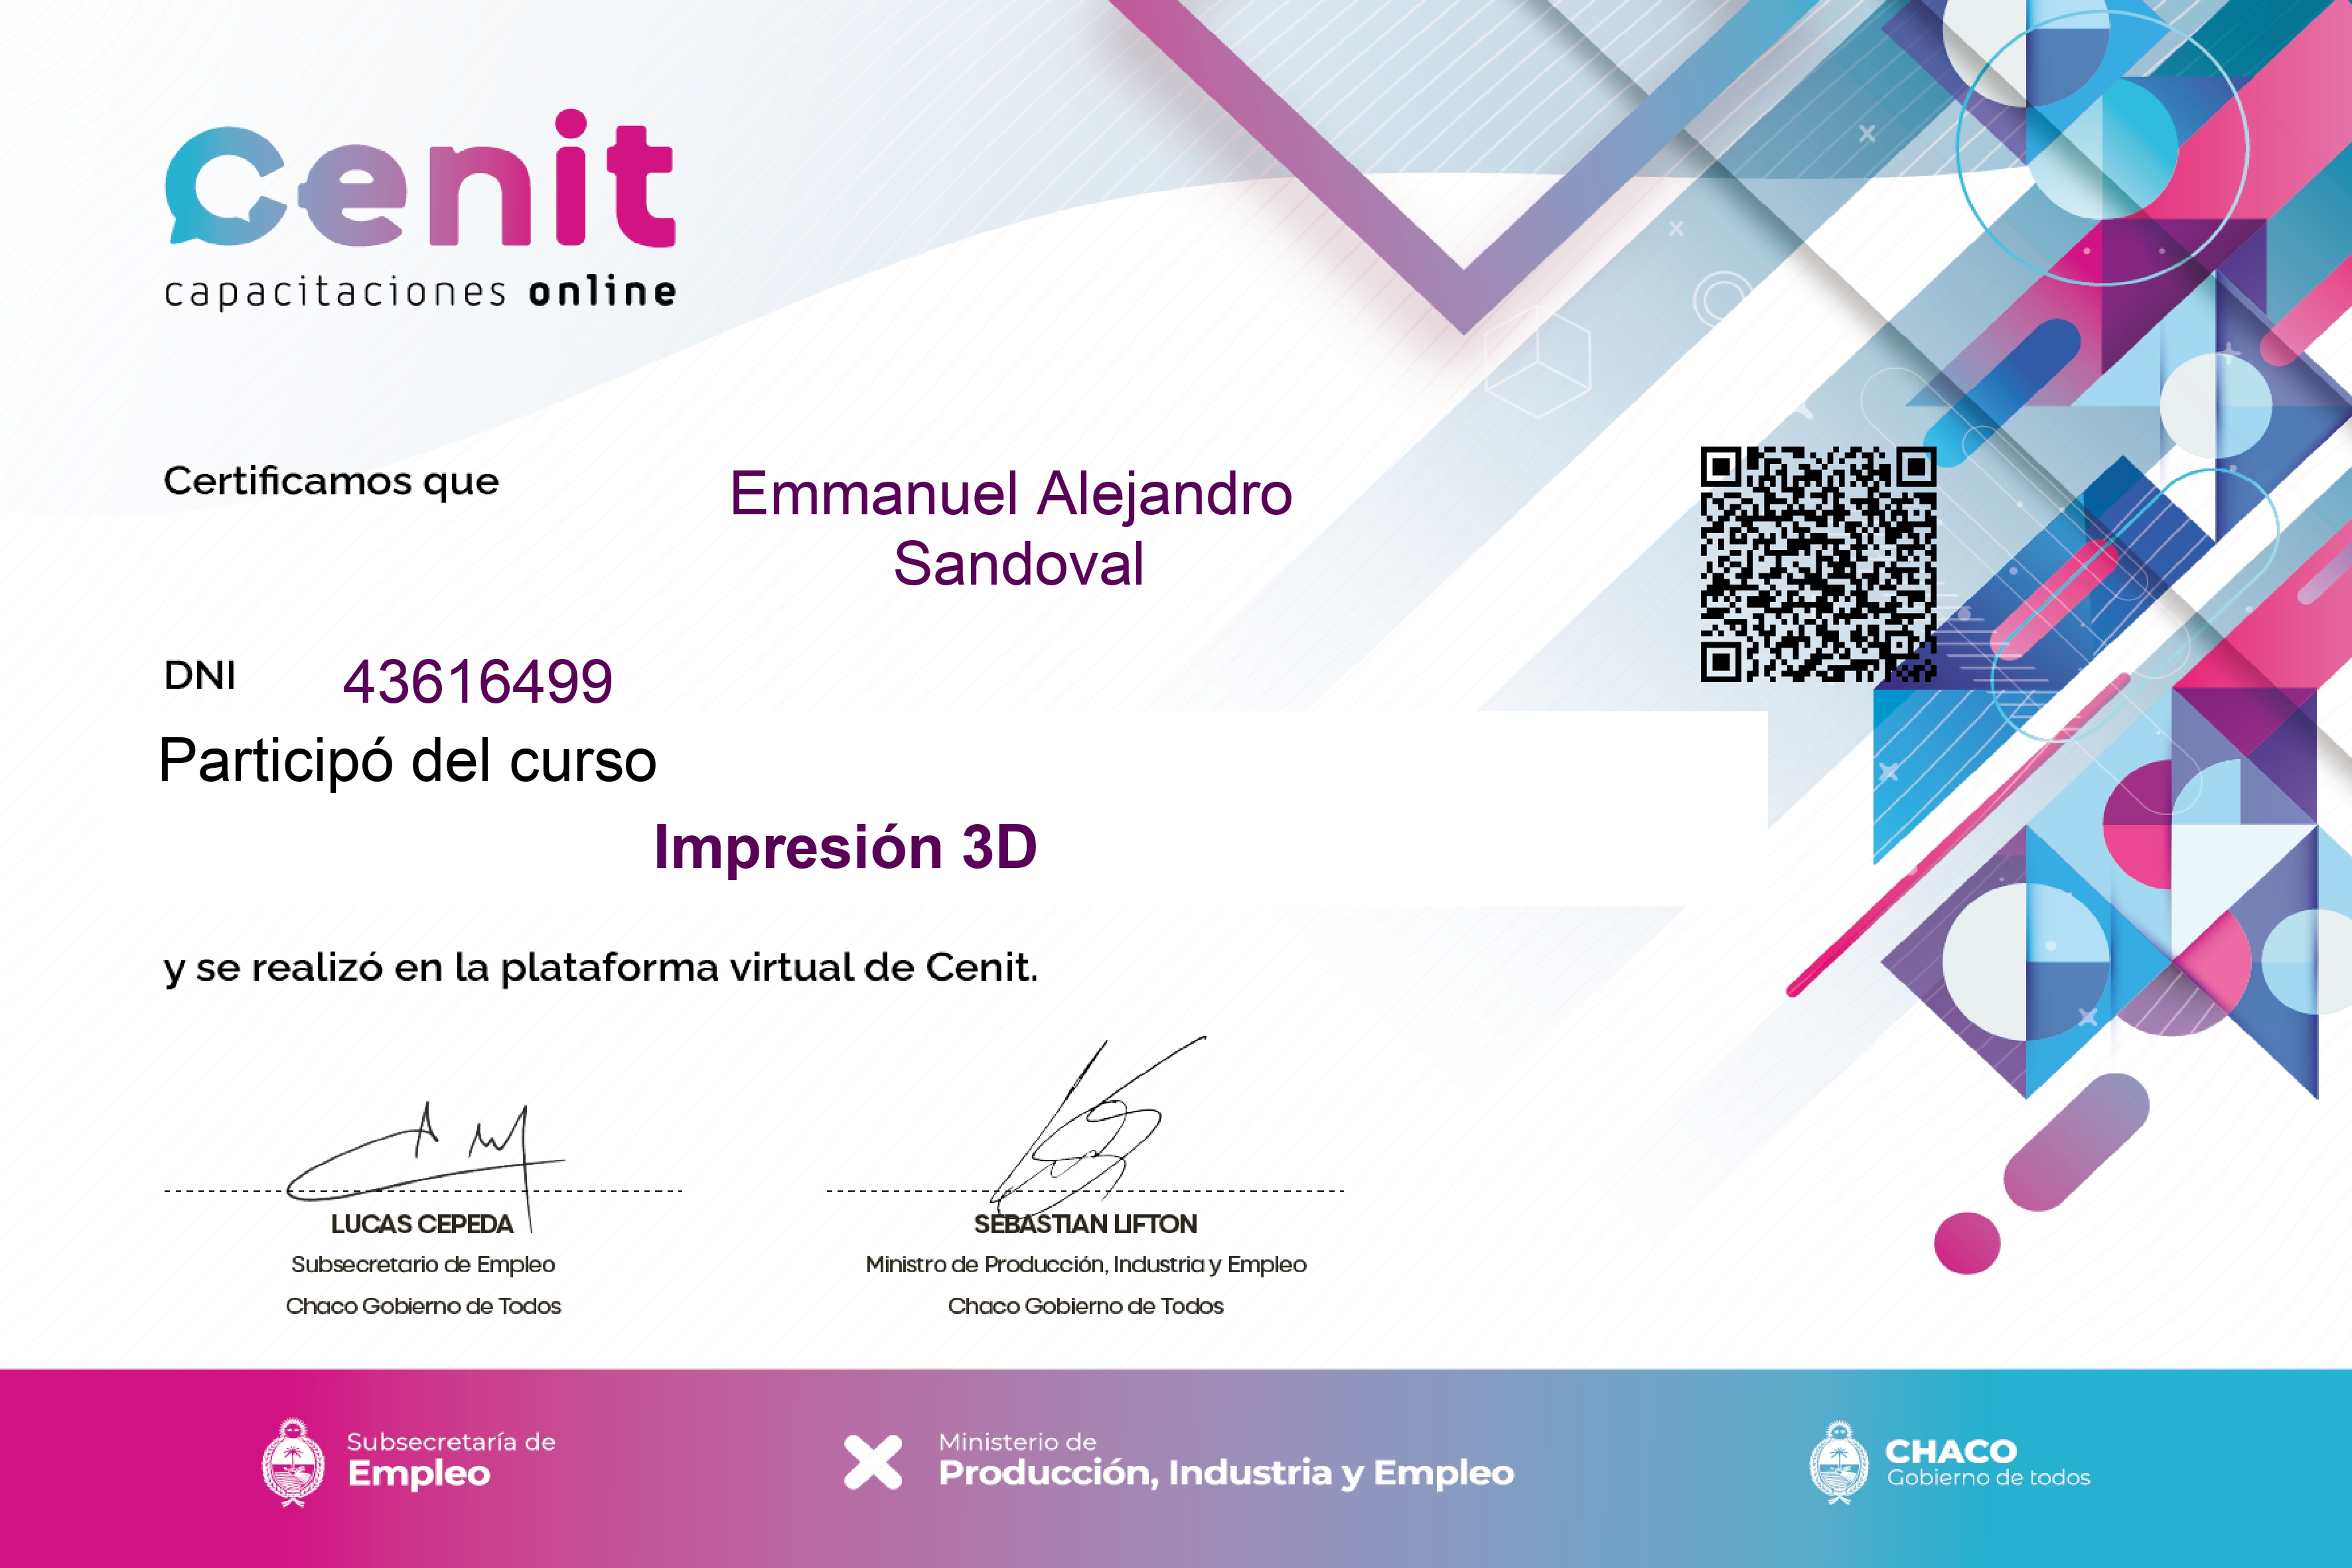 cenit
capacitaciones online
Certificamos que
Emmanuel Alejandro
Sandoval
DNI 43616499
Participó del curso
Impresión 3D
y se realizó en la plataforma virtual de Cenit.
LUCAS CEPEDA
Subsecretario de Empleo
Chaco Gobierno de Todos
SEBASTIAN LIFTON
Ministro de Producción, Industria y Empleo
Chaco Gobierno de Todos
Subsecretaría de
Empleo
Ministerio de
Producción, Industria y Empleo
CHACO
Gobierno de todos